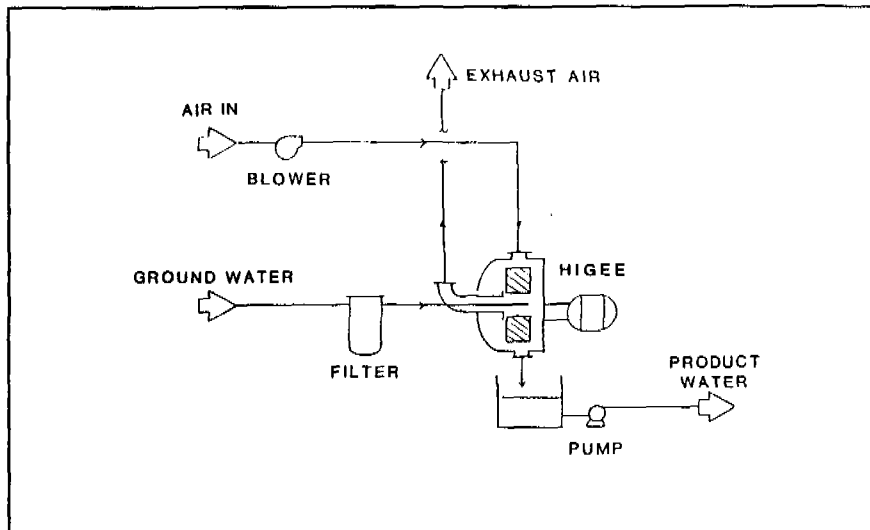 EXHAUST AIR
AIR IN
BLOWER
GROUND WATER
HIGEE
FILTER
PRODUCT
WATER
PUMP